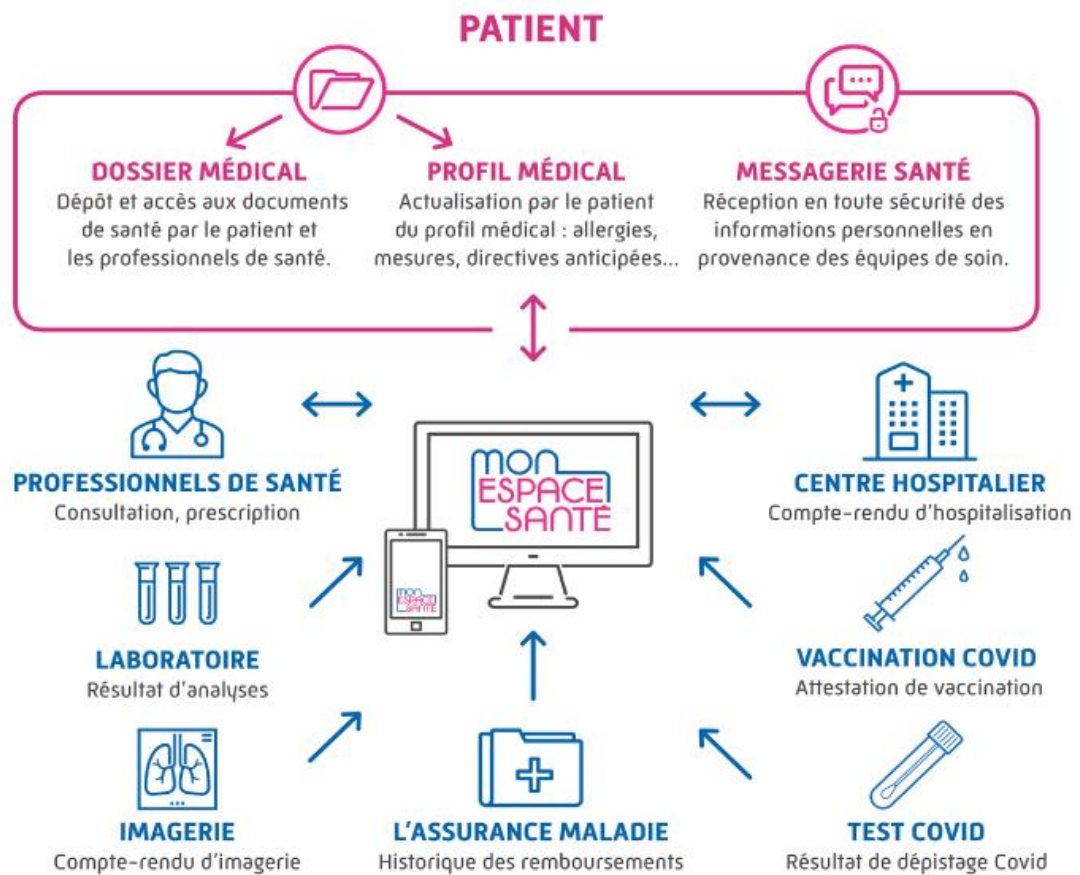 PATIENT
DOSSIER MÉDICAL
Dépôt et accès aux documents
de santé par le patient et
les professionnels de santé.
PROFIL MÉDICAL
Actualisation par le patient
du profil médical : allergies,
mesures, directives anticipées...
MESSAGERIE SANTÉ
Réception en toute sécurité des
informations personnelles en
provenance des équipes de soin.
PROFESSIONNELS DE SANTÉ
Consultation, prescription
mon
ESPACE
SANTÉ
mon
ESPACE
SANTÉ
CENTRE HOSPITALIER
Compte-rendu d'hospitalisation
LABORATOIRE
Résultat d'analyses
VACCINATION COVID
Attestation de vaccination
IMAGERIE
Compte-rendu d'imagerie
L'ASSURANCE MALADIE
Historique des remboursements
TEST COVID
Résultat de dépistage Covid